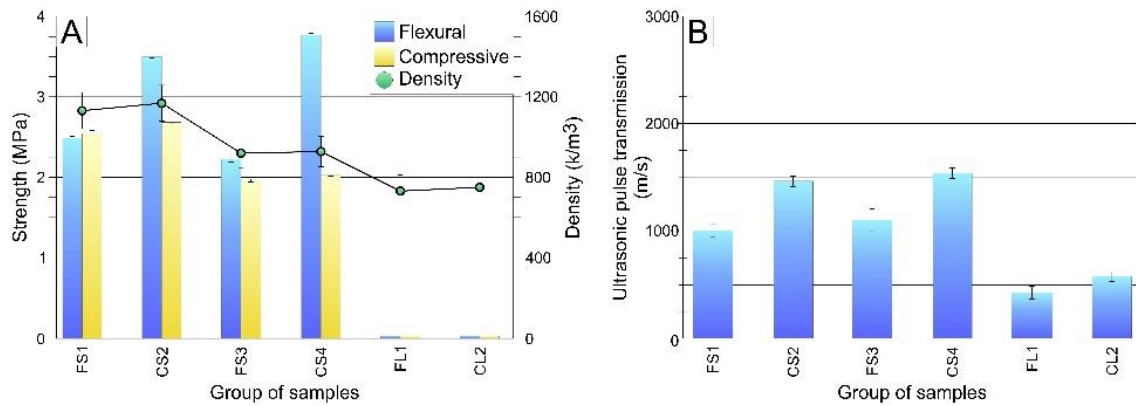 A
Flexural
Compressive
Density
4
3
2
1
0
Strength (MPa)
1600
1200
800
400
0
Density (k/m³)
FS1
CS2
FS3
CS4
FL1
CL2
Group of samples
B
3000
2000
1000
0
Ultrasonic pulse transmission
(m/s)
FS1
CS2
FS3
CS4
FL1
CL2
Group of samples